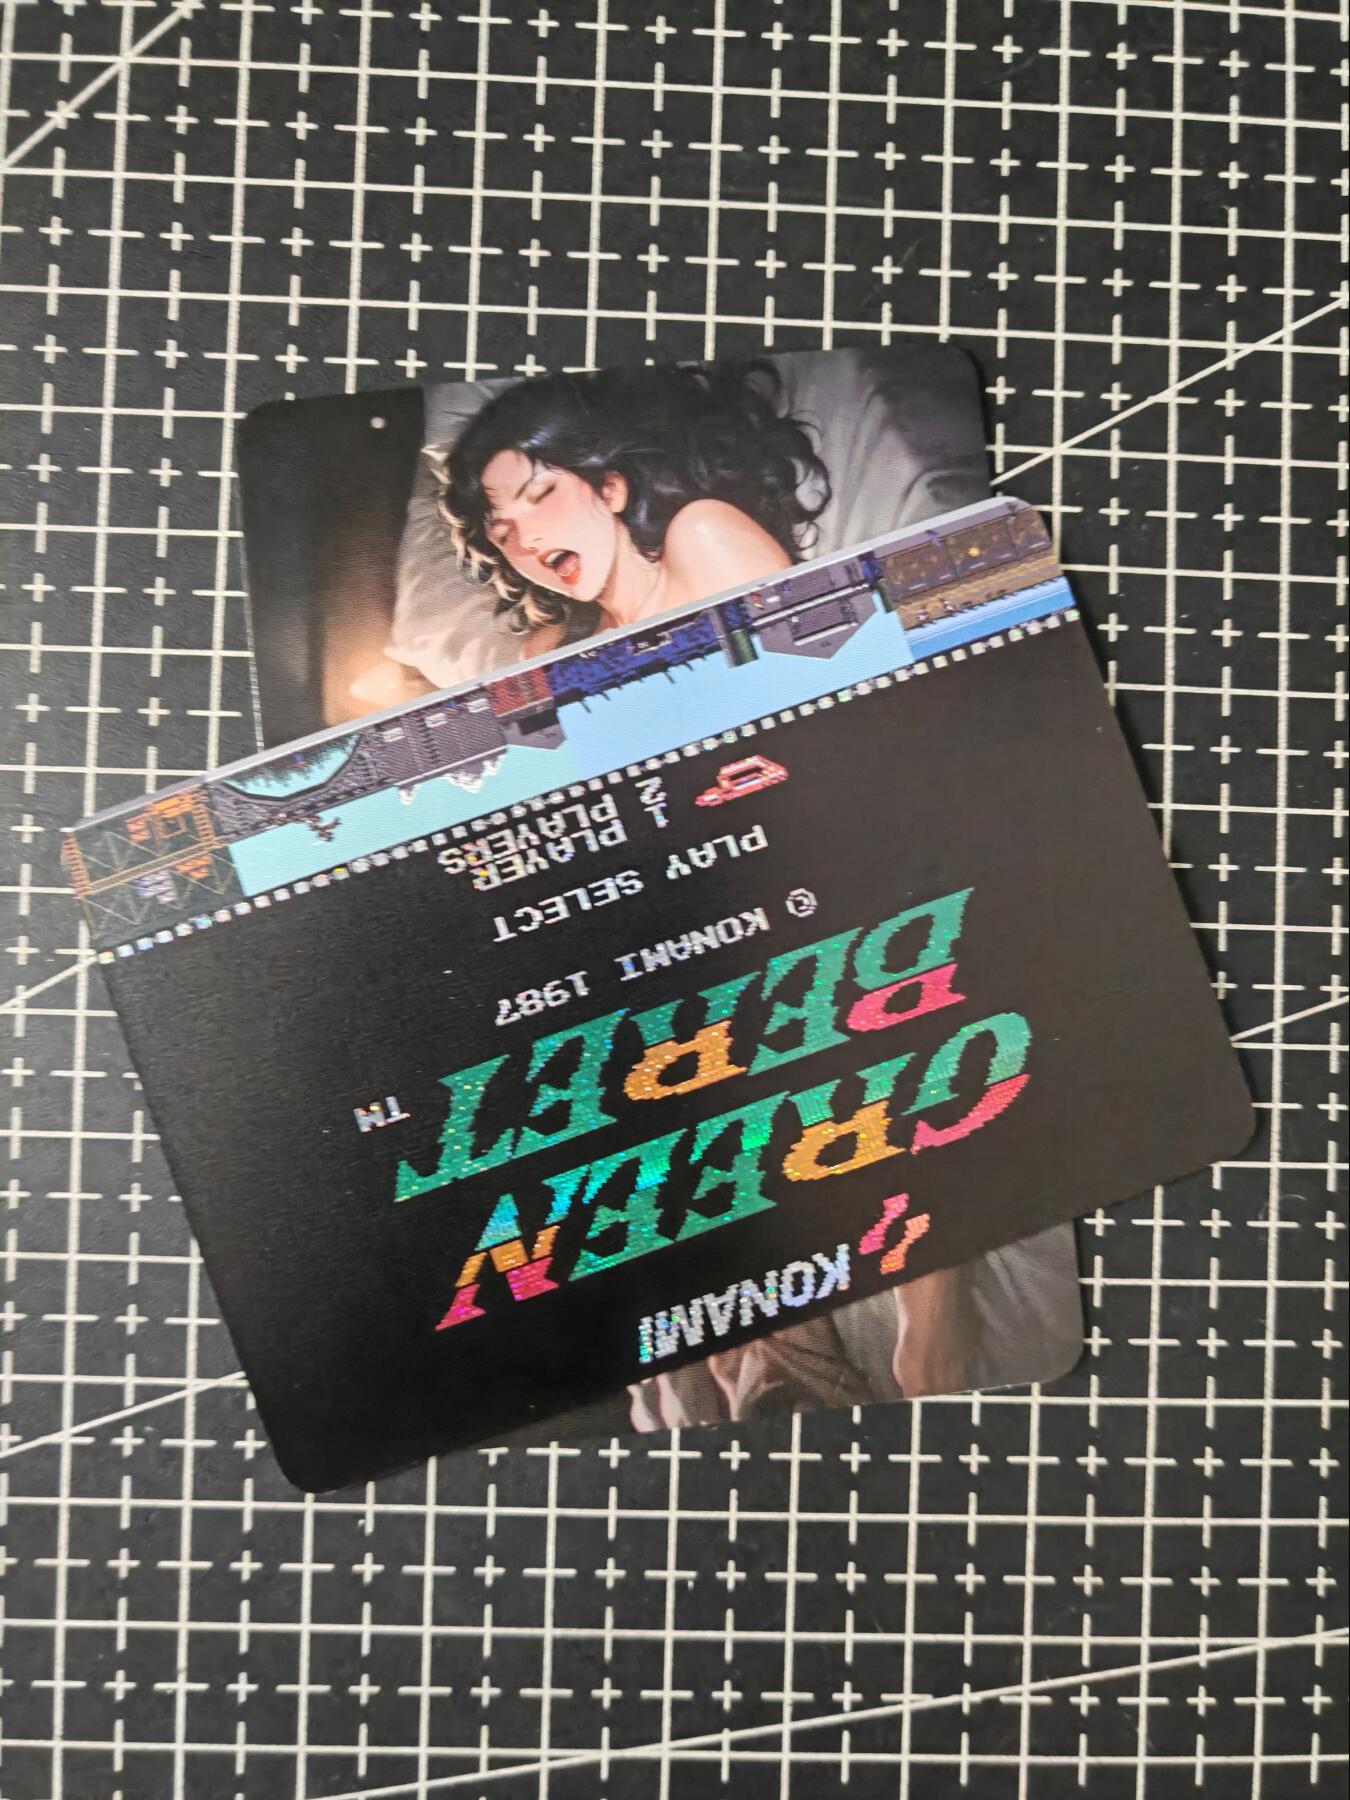 KONAMI
GREEN
BERET
TM
© KONAMI 1987
PLAY SELECT
1 PLAYER
2 PLAYERS